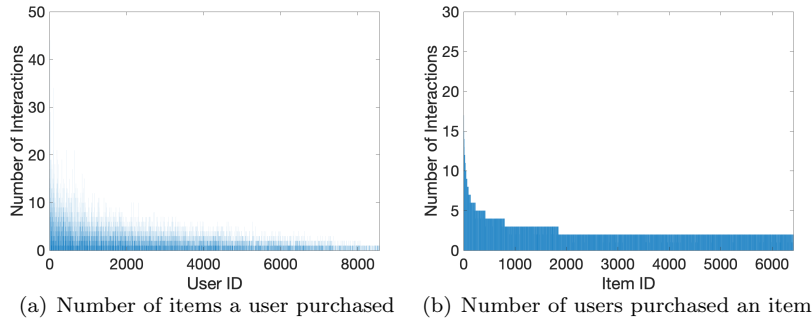 50
40
30
20
10
0
Number of Interactions
0 2000 4000 6000 8000
User ID
(a) Number of items a user purchased
30
25
20
15
10
5
0
Number of Interactions
0 1000 2000 3000 4000 5000 6000
Item ID
(b) Number of users purchased an item